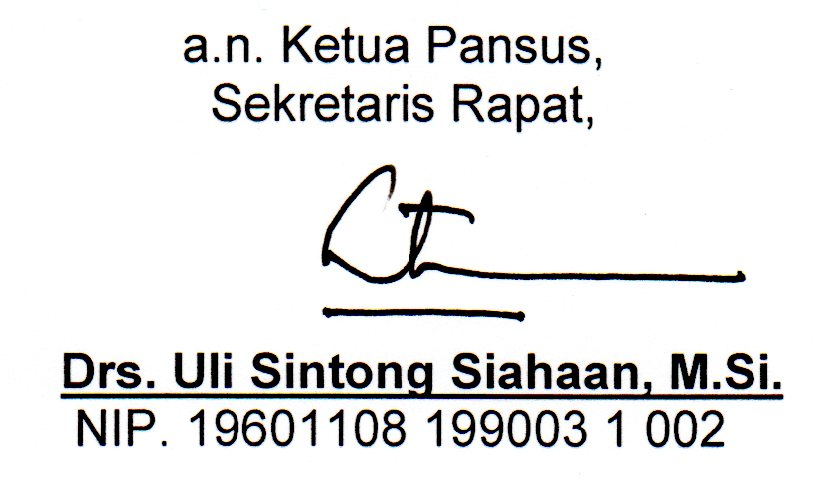 a.n. Ketua Pansus,
Sekretaris Rapat,
Drs. Uli Sintong Siahaan, M.Si.
NIP. 19601108 199003 1 002